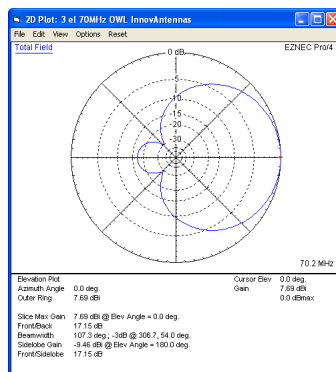 2D Plot: 3 el 70MHz OWL InnovAntennas
File Edit View Options Reset
Total Field
EZNEC Pro/4
0 dB
-5
-10
-15
-20
-30
70.2 MHz
Elevation Plot
Azimuth Angle 0.0 deg.
Outer Ring 7.69 dBi
Cursor Elev 0.0 deg.
Gain 7.69 dBi
0.0 dBmax
Slice Max Gain 7.69 dBi @ Elev Angle = 0.0 deg.
Front/Back 17.15 dB
Beamwidth 107.3 deg.; -3dB @ 306.7, 54.0 deg.
Sidelobe Gain -9.46 dBi @ Elev Angle = 180.0 deg.
Front/Sidelobe 17.15 dB